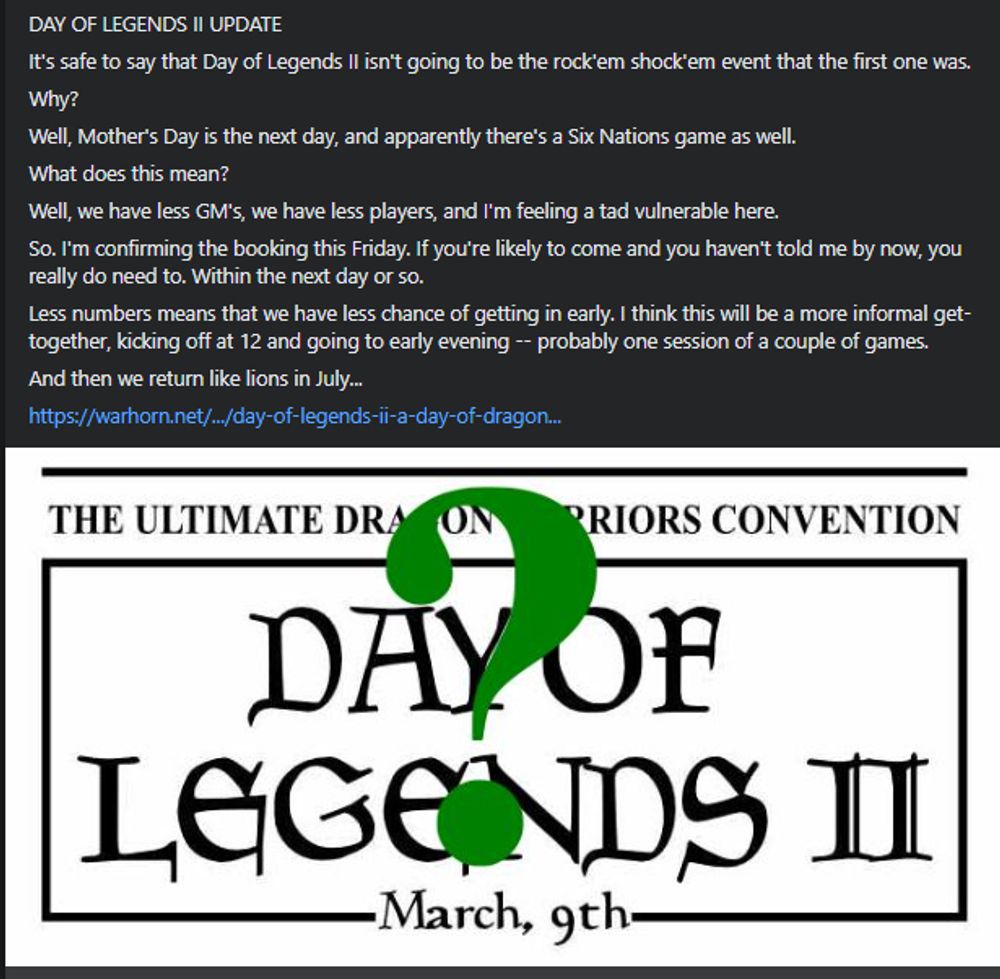 DAY OF LEGENDS II UPDATE
It's safe to say that Day of Legends II isn't going to be the rock'em shock'em event that the first one was.
Why?
Well, Mother's Day is the next day, and apparently there's a Six Nations game as well.
What does this mean?
Well, we have less GM's, we have less players, and I'm feeling a tad vulnerable here.
So. I'm confirming the booking this Friday. If you're likely to come and you haven't told me by now, you
really do need to. Within the next day or so.
Less numbers means that we have less chance of getting in early. I think this will be a more informal get-
together, kicking off at 12 and going to early evening -- probably one session of a couple of games.
And then we return like lions in July...
https://warhorn.net/.../day-of-legends-ii-a-day-of-dragon...
THE ULTIMATE DRAGON WARRIORS CONVENTION
?
DAY OF
LEGENDS II
March, 9th